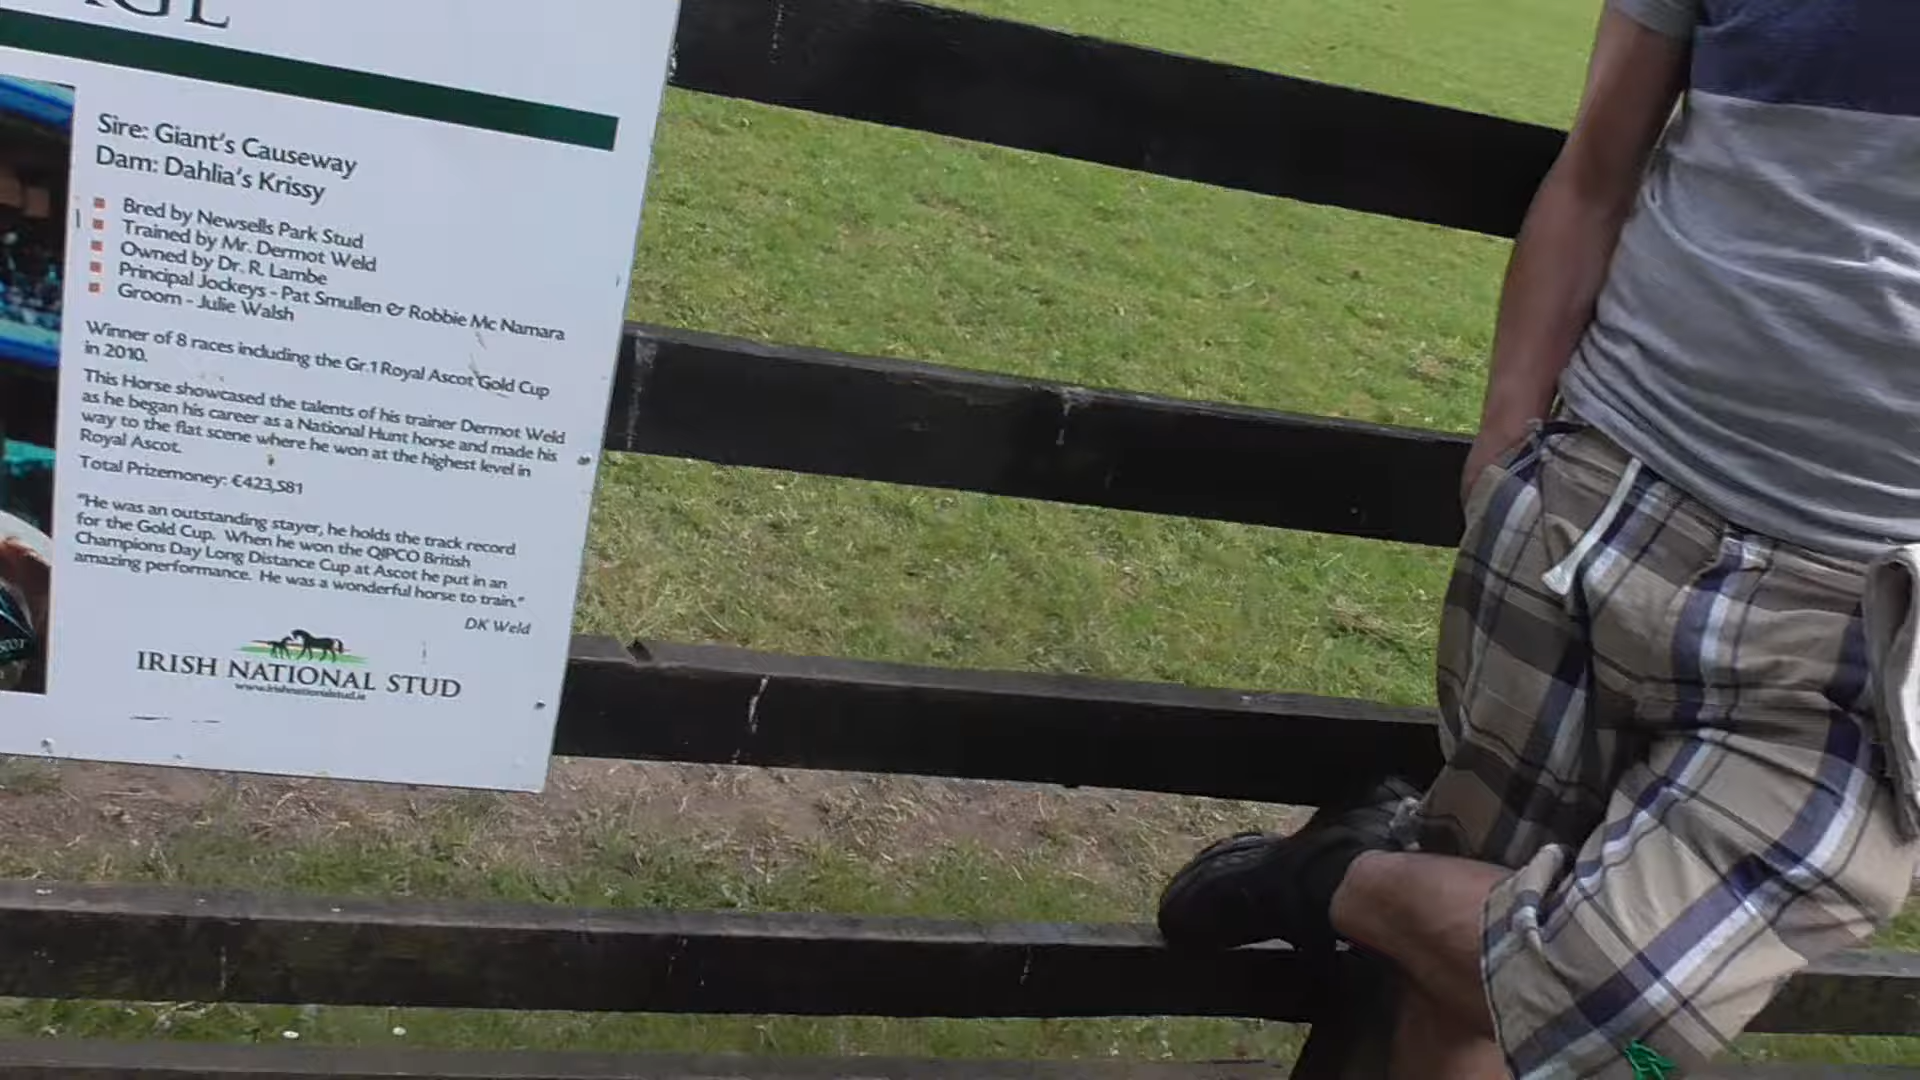 Sire: Giant's Causeway
Dam: Dahlia's Krissy
Bred by Newsells Park Stud
Trained by Mr. Dermot Weld
Owned by Dr. R. Lambe
Principal Jockeys - Pat Smullen & Robbie Mc Namara
Groom - Julie Walsh
Winner of 8 races including the Gr.1 Royal Ascot Gold Cup
in 2010.
This Horse showcased the talents of his trainer Dermot Weld
as he began his career as a National Hunt horse and made his
way to the flat scene where he won at the highest level in
Royal Ascot.
Total Prizemoney: €423,581
"He was an outstanding stayer, he holds the track record
for the Gold Cup. When he won the QIPCO British
Champions Day Long Distance Cup at Ascot he put in an
amazing performance. He was a wonderful horse to train."
DK Weld
IRISH NATIONAL STUD
www.irishnationalstud.ie